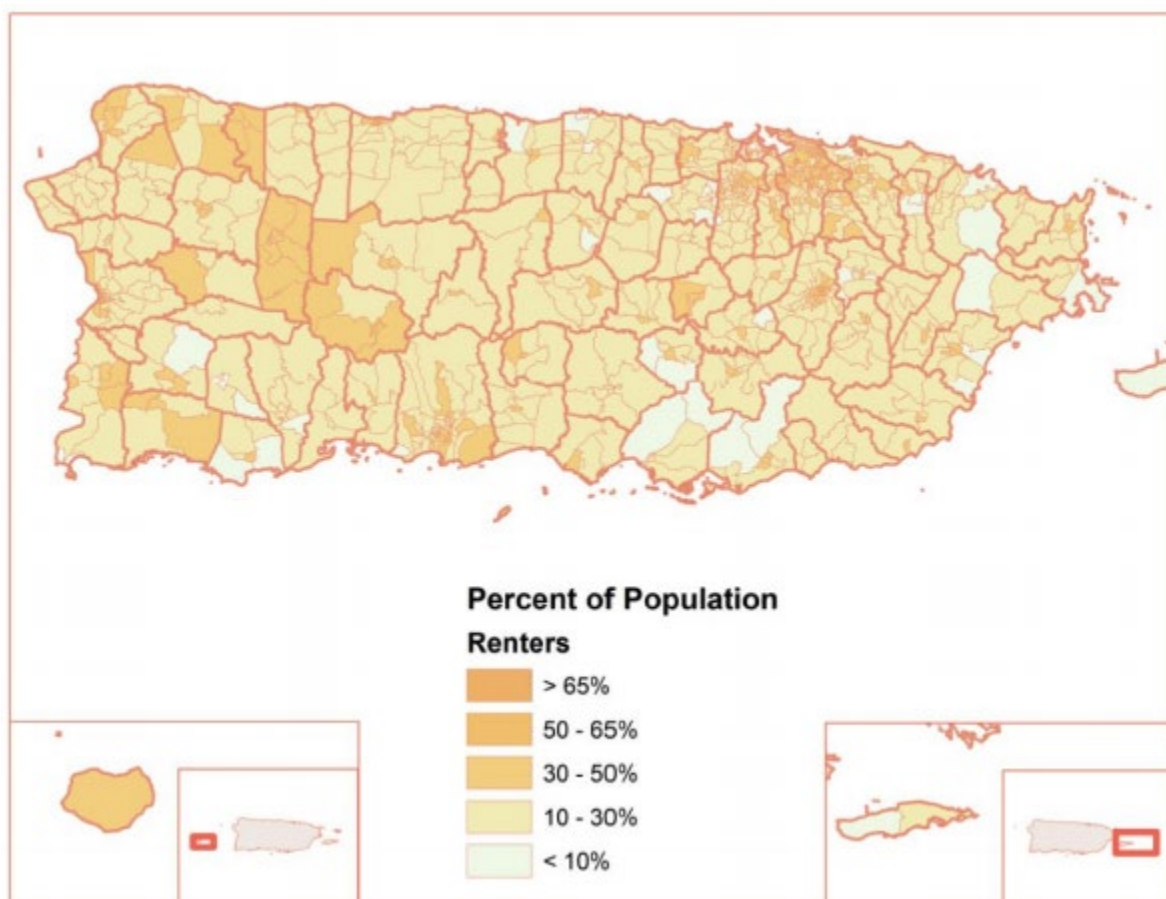 Percent of Population
Renters
> 65%
50 - 65%
30 - 50%
10 - 30%
< 10%